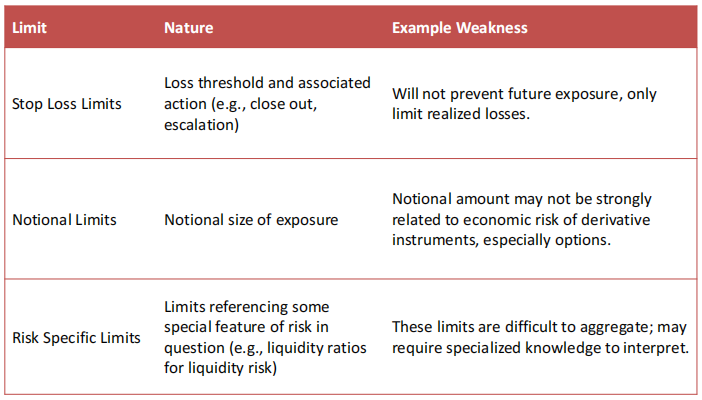 Limit Nature Example Weakness
Stop Loss Limits
Loss threshold and associated
action (e.g., close out,
escalation)
Will not prevent future exposure, only
limit realized losses.
Notional Limits
Notional size of exposure
Notional amount may not be strongly
related to economic risk of derivative
instruments, especially options.
Risk Specific Limits
Limits referencing some
special feature of risk in
question (e.g., liquidity ratios
for liquidity risk)
These limits are difficult to aggregate; may
require specialized knowledge to interpret.